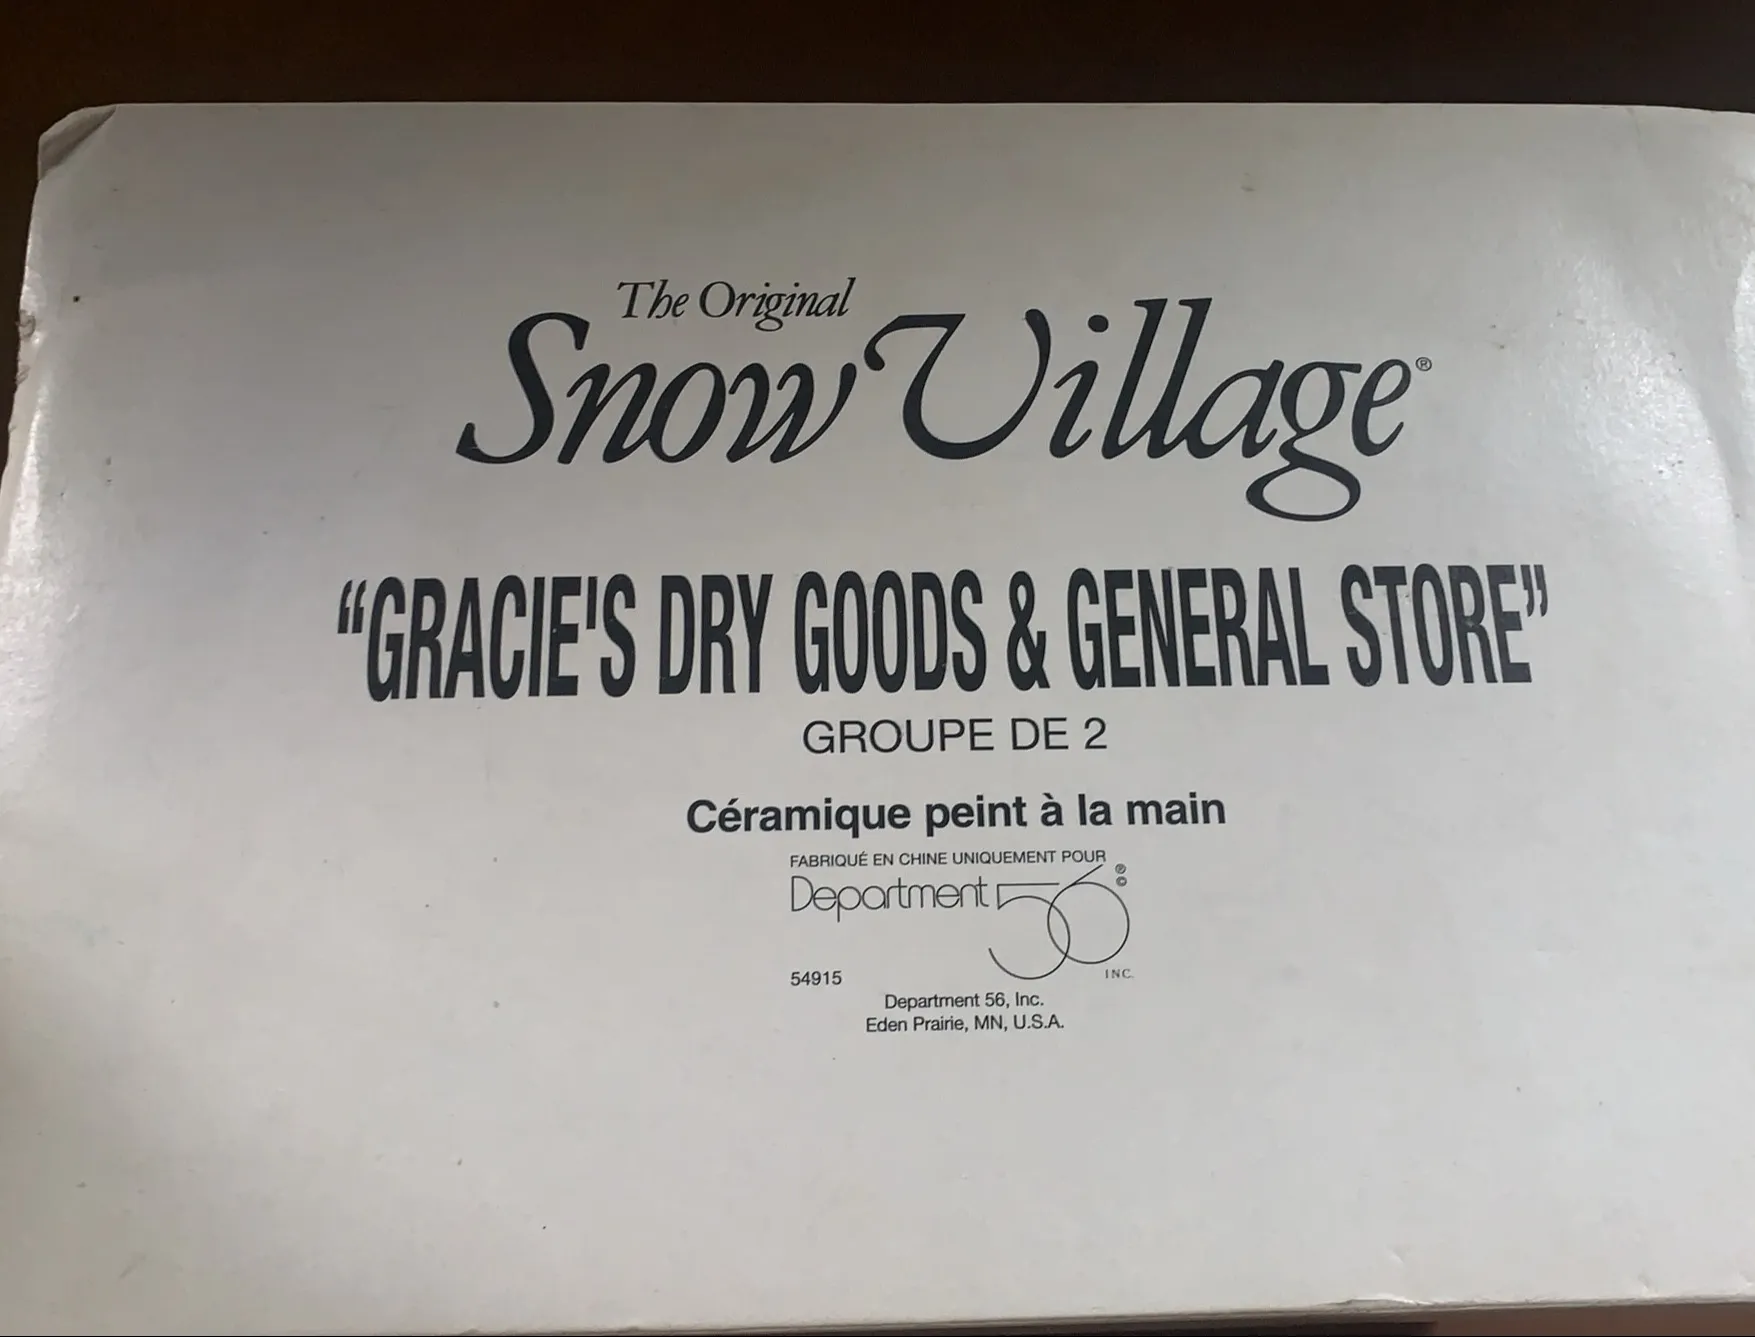 The Original
Snow Village®
“GRACIE'S DRY GOODS & GENERAL STORE”
GROUPE DE 2
Céramique peint à la main
FABRIQUÉ EN CHINE UNIQUEMENT POUR
Department 56®©
54915 INC.
Department 56, Inc.
Eden Prairie, MN, U.S.A.